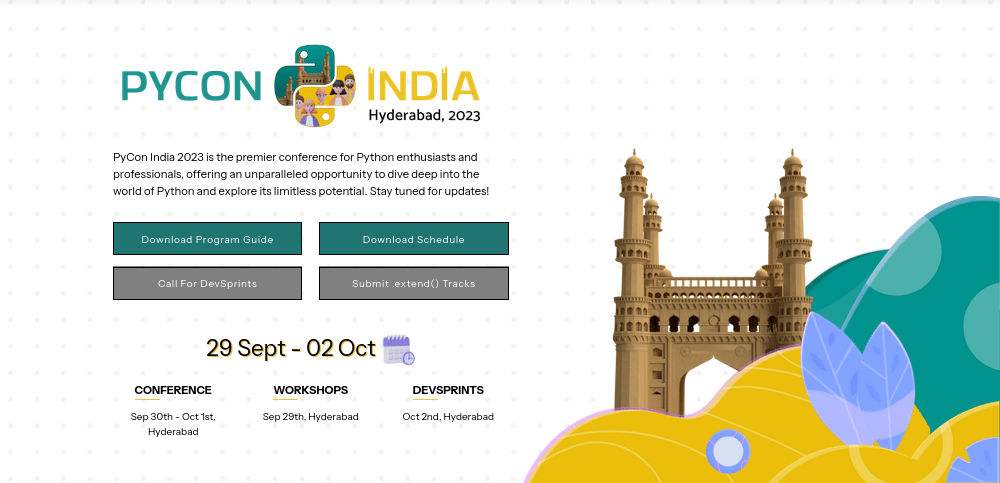 PYCON INDIA
Hyderabad, 2023
PyCon India 2023 is the premier conference for Python enthusiasts and
professionals, offering an unparalleled opportunity to dive deep into the
world of Python and explore its limitless potential. Stay tuned for updates!
Download Program Guide
Download Schedule
Call For DevSprints
Submit .extend() Tracks
29 Sept - 02 Oct
CONFERENCE
Sep 30th - Oct 1st,
Hyderabad
WORKSHOPS
Sep 29th, Hyderabad
DEVSPRINTS
Oct 2nd, Hyderabad